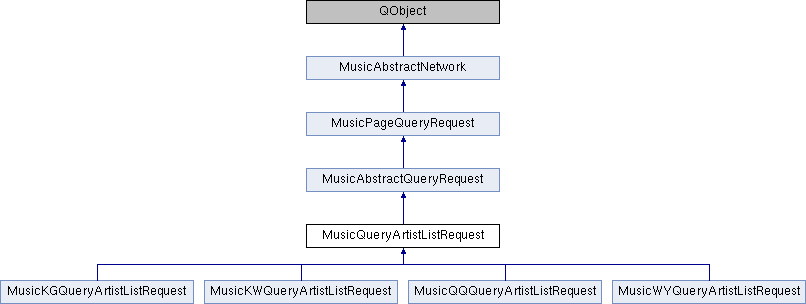 QObject
MusicAbstractNetwork
MusicPageQueryRequest
MusicAbstractQueryRequest
MusicQueryArtistListRequest
MusicKGQueryArtistListRequest
MusicKWQueryArtistListRequest
MusicQQQueryArtistListRequest
MusicWYQueryArtistListRequest